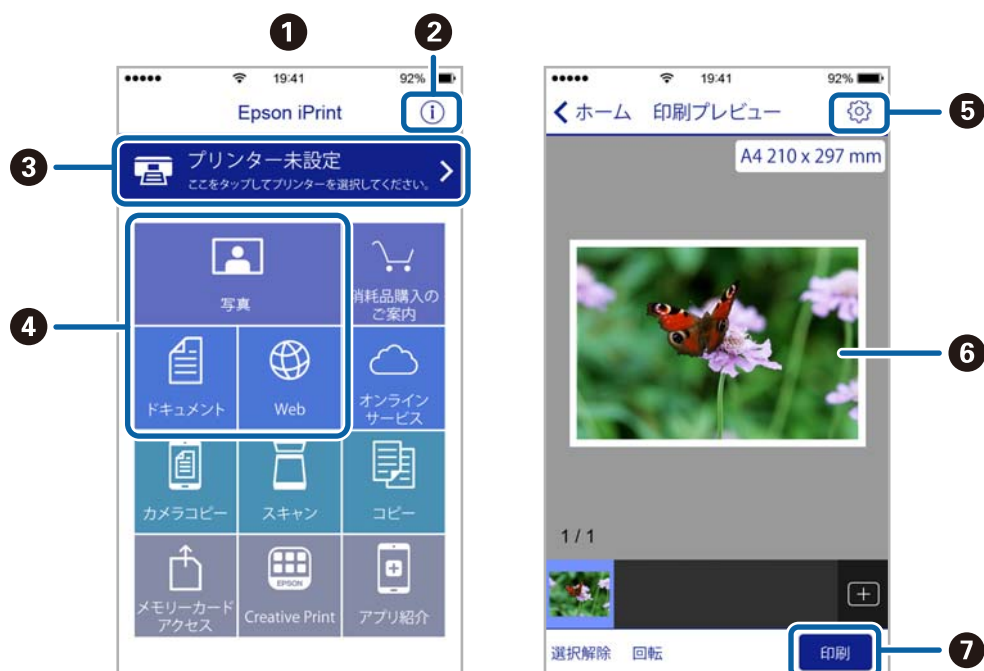 1
2
19:41
92%
Epson iPrint
3
プリンター未設定
ここをタップしてプリンターを選択してください。
4
写真
消耗品購入の
ご案内
ドキュメント
Web
オンライン
サービス
カメラコピー
スキャン
コピー
メモリーカード
アクセス
EPSON
Creative Print
アプリ紹介
19:41
92%
ホーム
印刷プレビュー
5
A4 210 x 297 mm
6
1 / 1
選択解除
回転
印刷
7